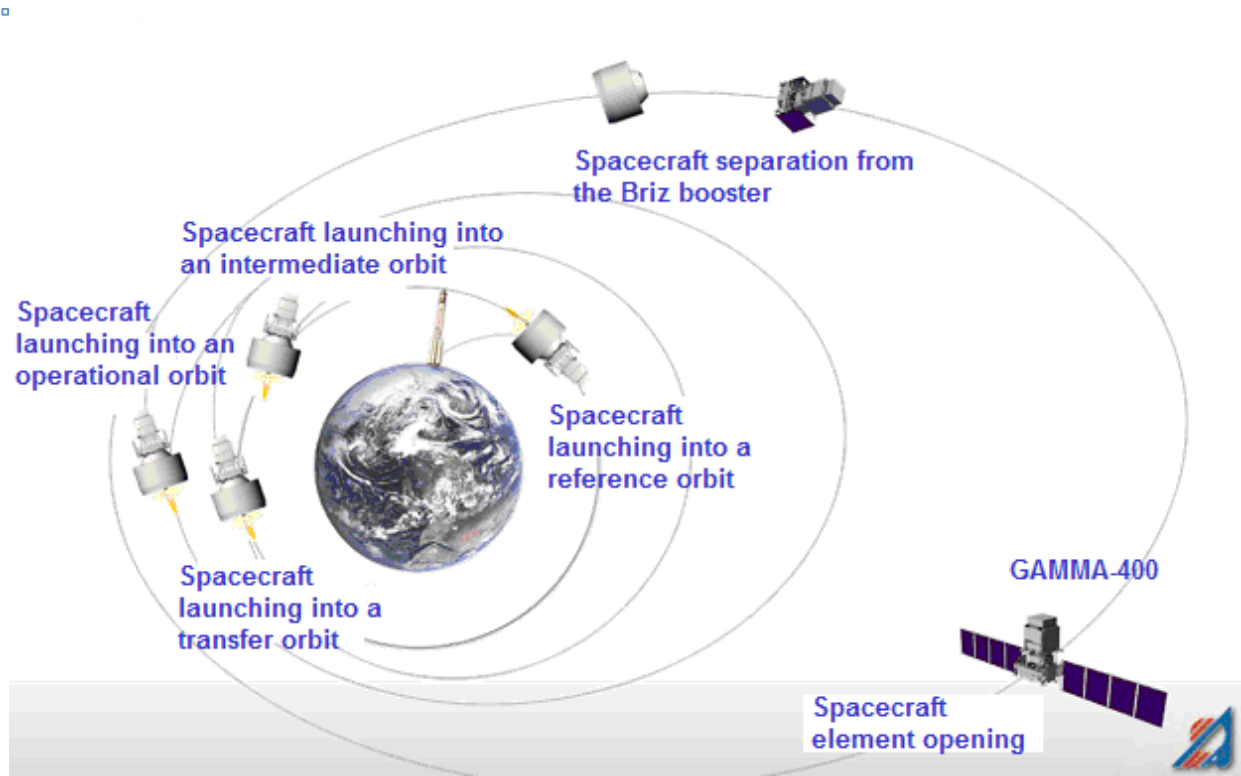 Spacecraft separation from
the Briz booster
Spacecraft launching into
an intermediate orbit
Spacecraft
launching into an
operational orbit
Spacecraft
launching into a
reference orbit
Spacecraft
launching into a
transfer orbit
GAMMA-400
Spacecraft
element opening